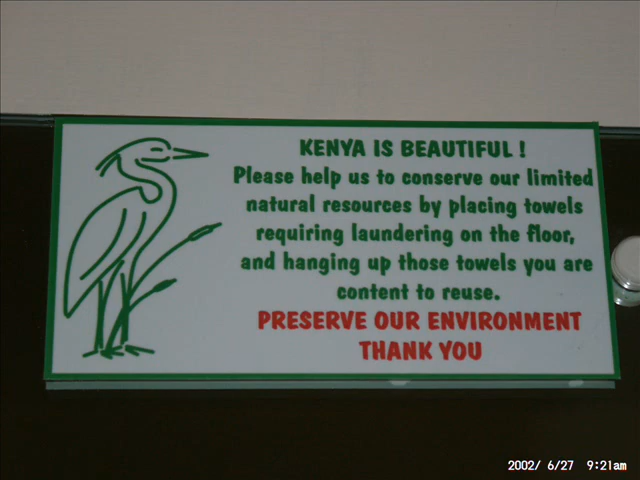 KENYA IS BEAUTIFUL !
Please help us to conserve our limited
natural resources by placing towels
requiring laundering on the floor,
and hanging up those towels you are
content to reuse.
PRESERVE OUR ENVIRONMENT
THANK YOU
2002/ 6/27 9:21am